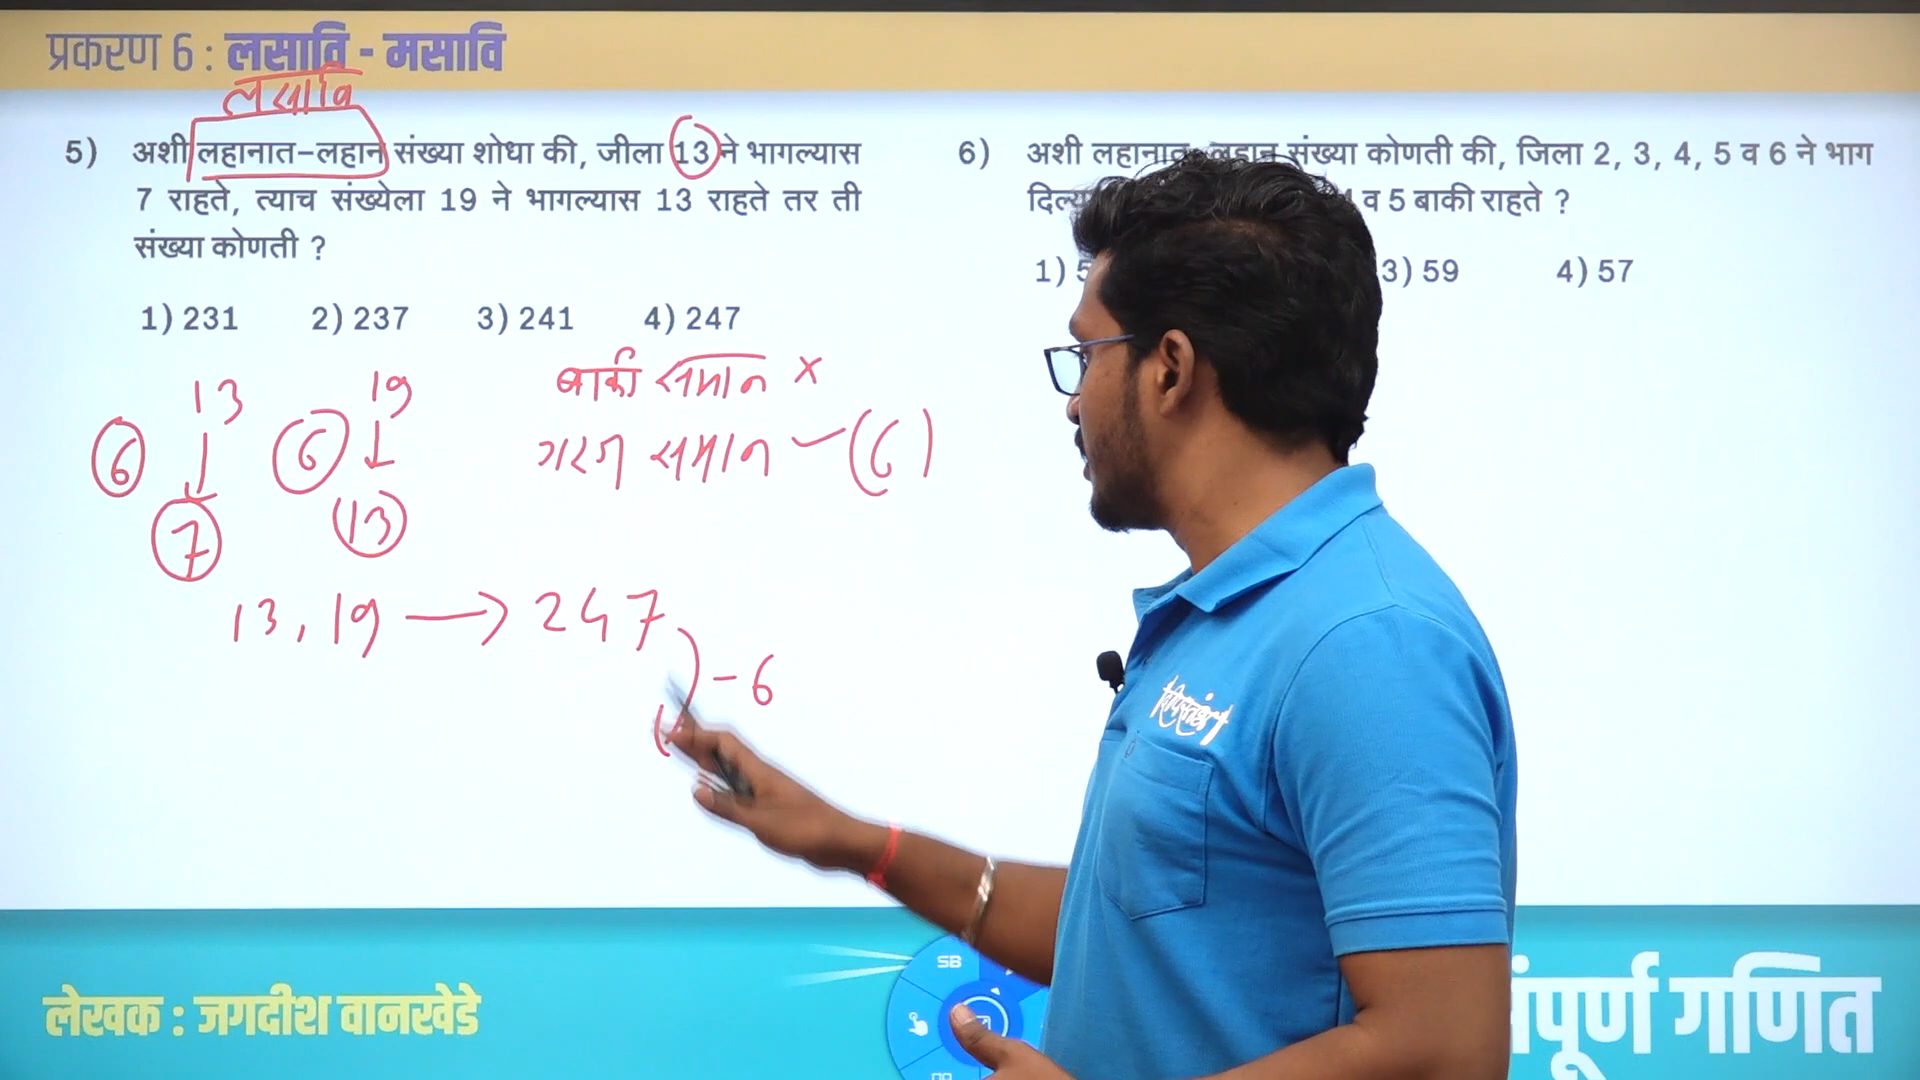 प्रकरण 6 : लसावि - मसावि
लसावि
5) अशी लहानात-लहान संख्या शोधा की, जीला 13 ने भागल्यास
7 राहते, त्याच संख्येला 19 ने भागल्यास 13 राहते तर ती
संख्या कोणती ?
1) 231 2) 237 3) 241 4) 247
13 19
6 6
7 13
बाकी समान ×
गरज समान (6)
13, 19 → 247
- 6
6) अशी लहानात लहान संख्या कोणती की, जिला 2, 3, 4, 5 व 6 ने भाग
व 5 बाकी राहते ?
1) 5 3) 59 4) 57
SB
लेखक : जगदीश वानखेडे
संपूर्ण गणित